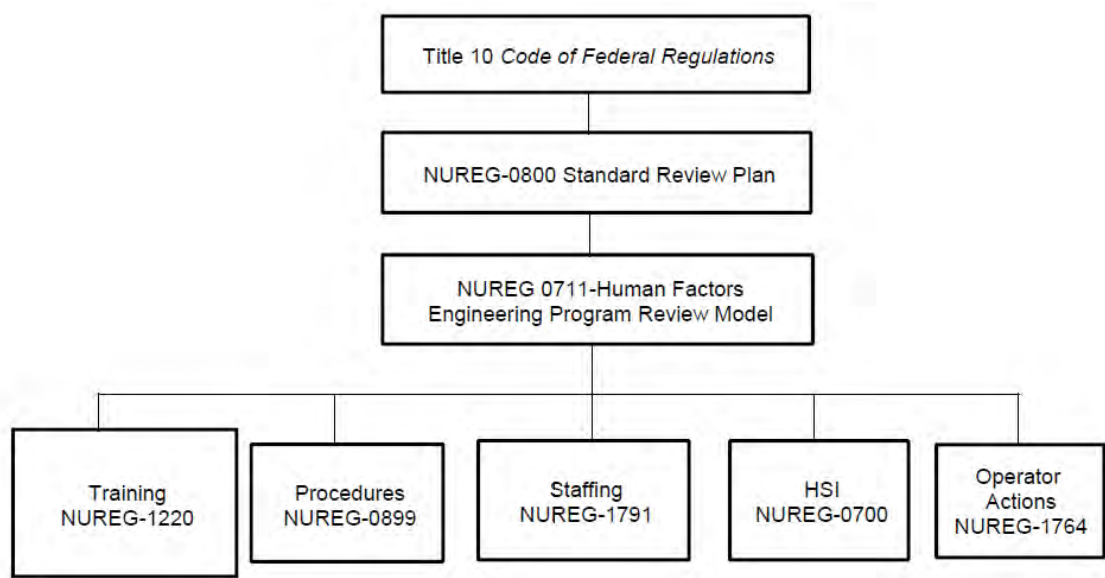 Title 10 Code of Federal Regulations
NUREG-0800 Standard Review Plan
NUREG 0711-Human Factors
Engineering Program Review Model
Training
NUREG-1220
Procedures
NUREG-0899
Staffing
NUREG-1791
HSI
NUREG-0700
Operator
Actions
NUREG-1764